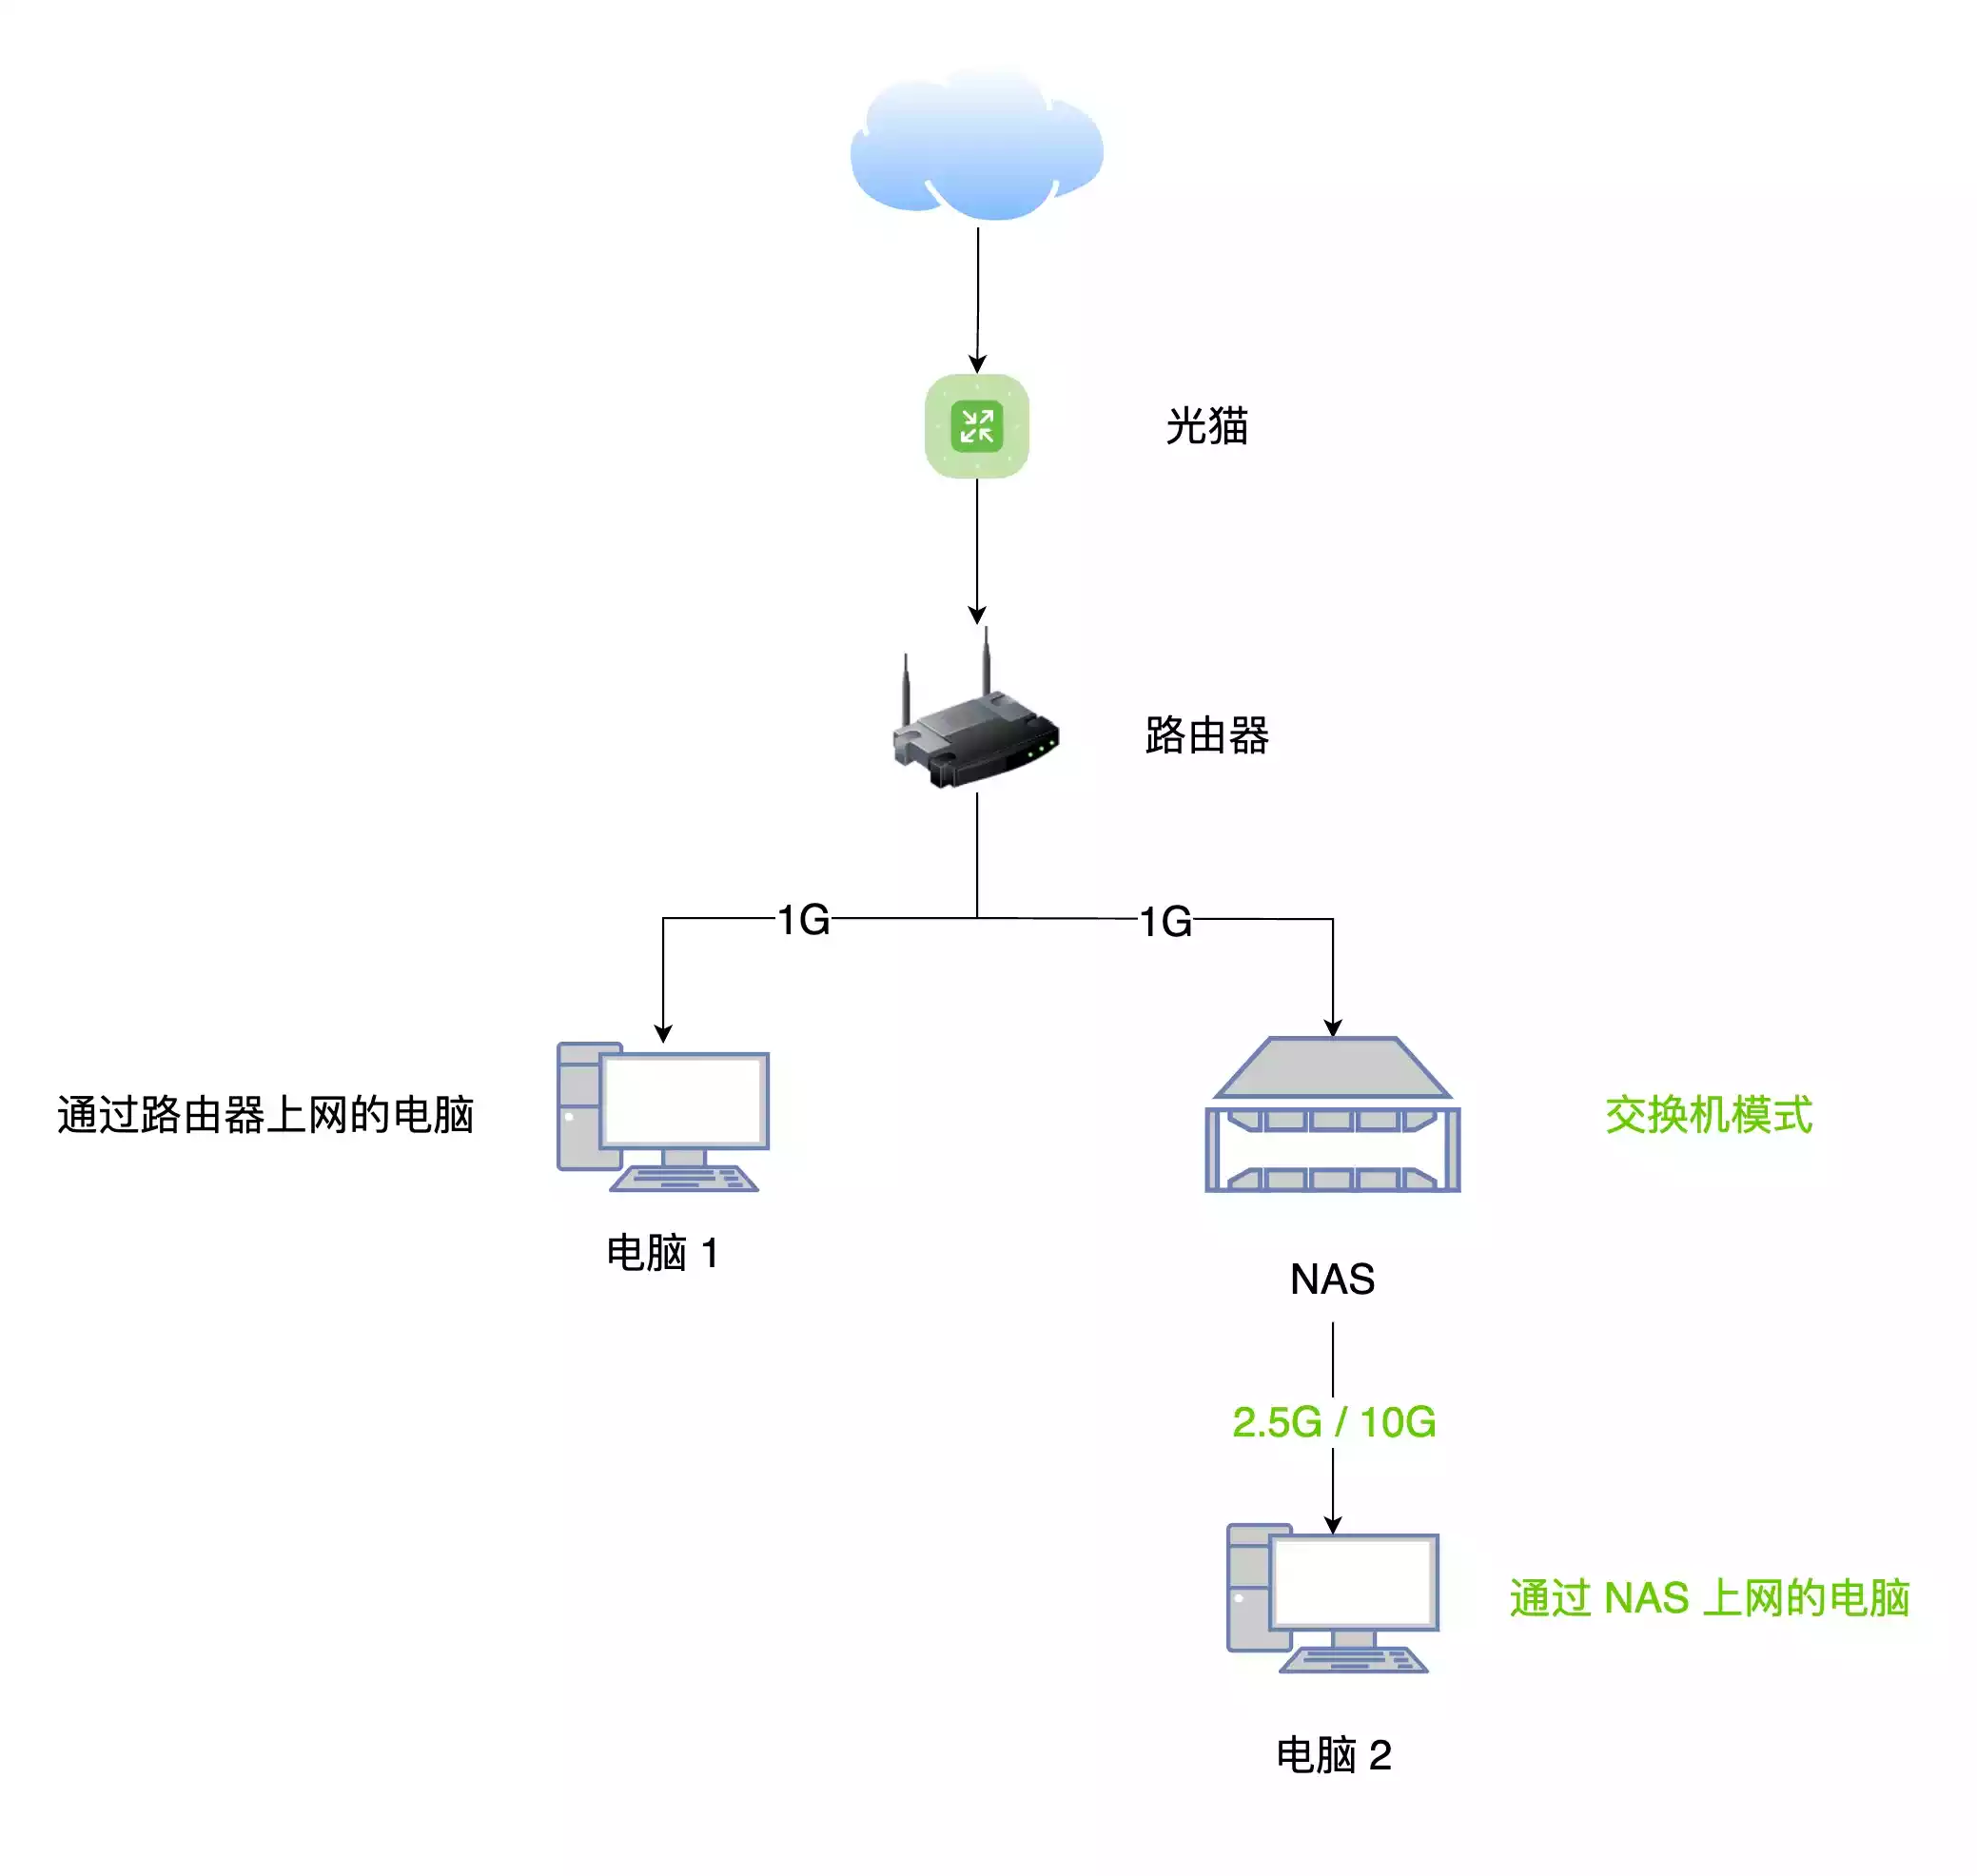 光猫
路由器
1G
1G
通过路由器上网的电脑
交换机模式
电脑 1
NAS
2.5G / 10G
通过 NAS 上网的电脑
电脑 2